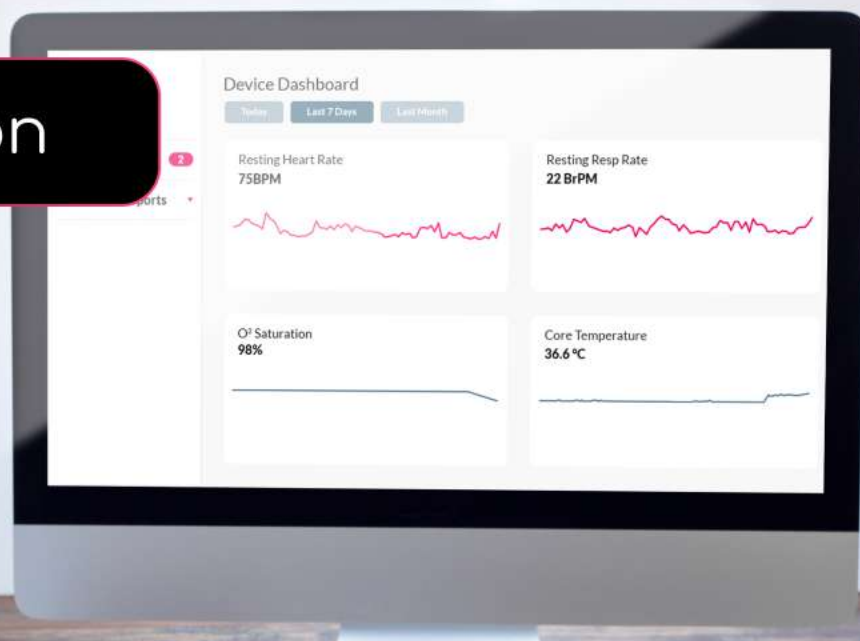 on
2
ports
Device Dashboard
Today
Last 7 Days
Last Month
Resting Heart Rate
75BPM
Resting Resp Rate
22 BrPM
O² Saturation
98%
Core Temperature
36.6 °C